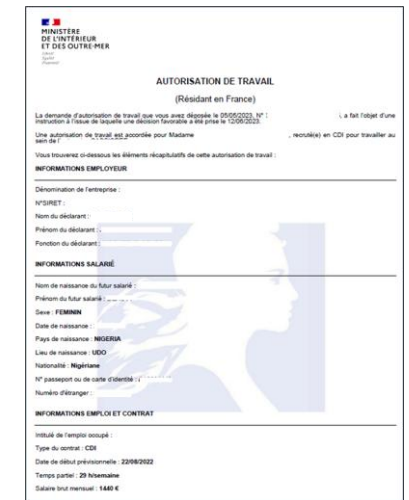 MINISTÈRE
DE L'INTÉRIEUR
ET DES OUTRE-MER
Liberté
Égalité
Fraternité
AUTORISATION DE TRAVAIL
(Résidant en France)
La demande d'autorisation de travail que vous avez déposée le 05/05/2023, N° , a fait l'objet d'une
instruction à l'issue de laquelle une décision favorable a été prise le 12/06/2023.
Une autorisation de travail est accordée pour Madame , recruté(e) en CDI pour travailler au
sein de
Vous trouverez ci-dessous les éléments récapitulatifs de cette autorisation de travail :
INFORMATIONS EMPLOYEUR
Dénomination de l'entreprise :
N°SIRET :
Nom du déclarant :
Prénom du déclarant :
Fonction du déclarant :
INFORMATIONS SALARIÉ
Nom de naissance du futur salarié :
Prénom du futur salarié :
Sexe : FEMININ
Date de naissance :
Pays de naissance : NIGERIA
Lieu de naissance : UDO
Nationalité : Nigériane
N° passeport ou de carte d'identité :
Numéro d'étranger :
INFORMATIONS EMPLOI ET CONTRAT
Intitulé de l'emploi occupé :
Type du contrat : CDI
Date de début prévisionnelle : 22/08/2022
Temps partiel : 29 h/semaine
Salaire brut mensuel : 1440 €